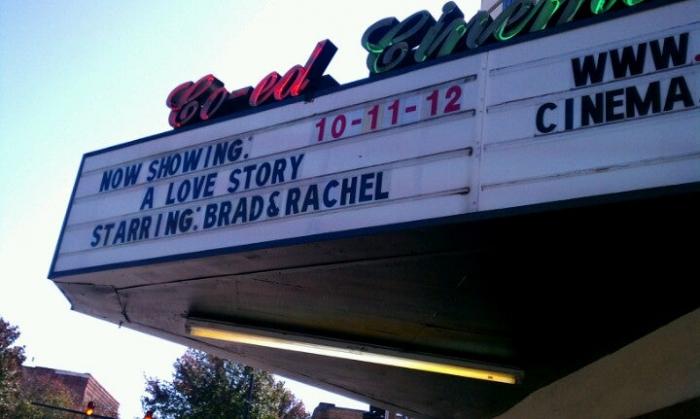 Co-ed Cinema
10-11-12
NOW SHOWING:
A LOVE STORY
STARRING: BRAD & RACHEL
WWW.
CINEMA